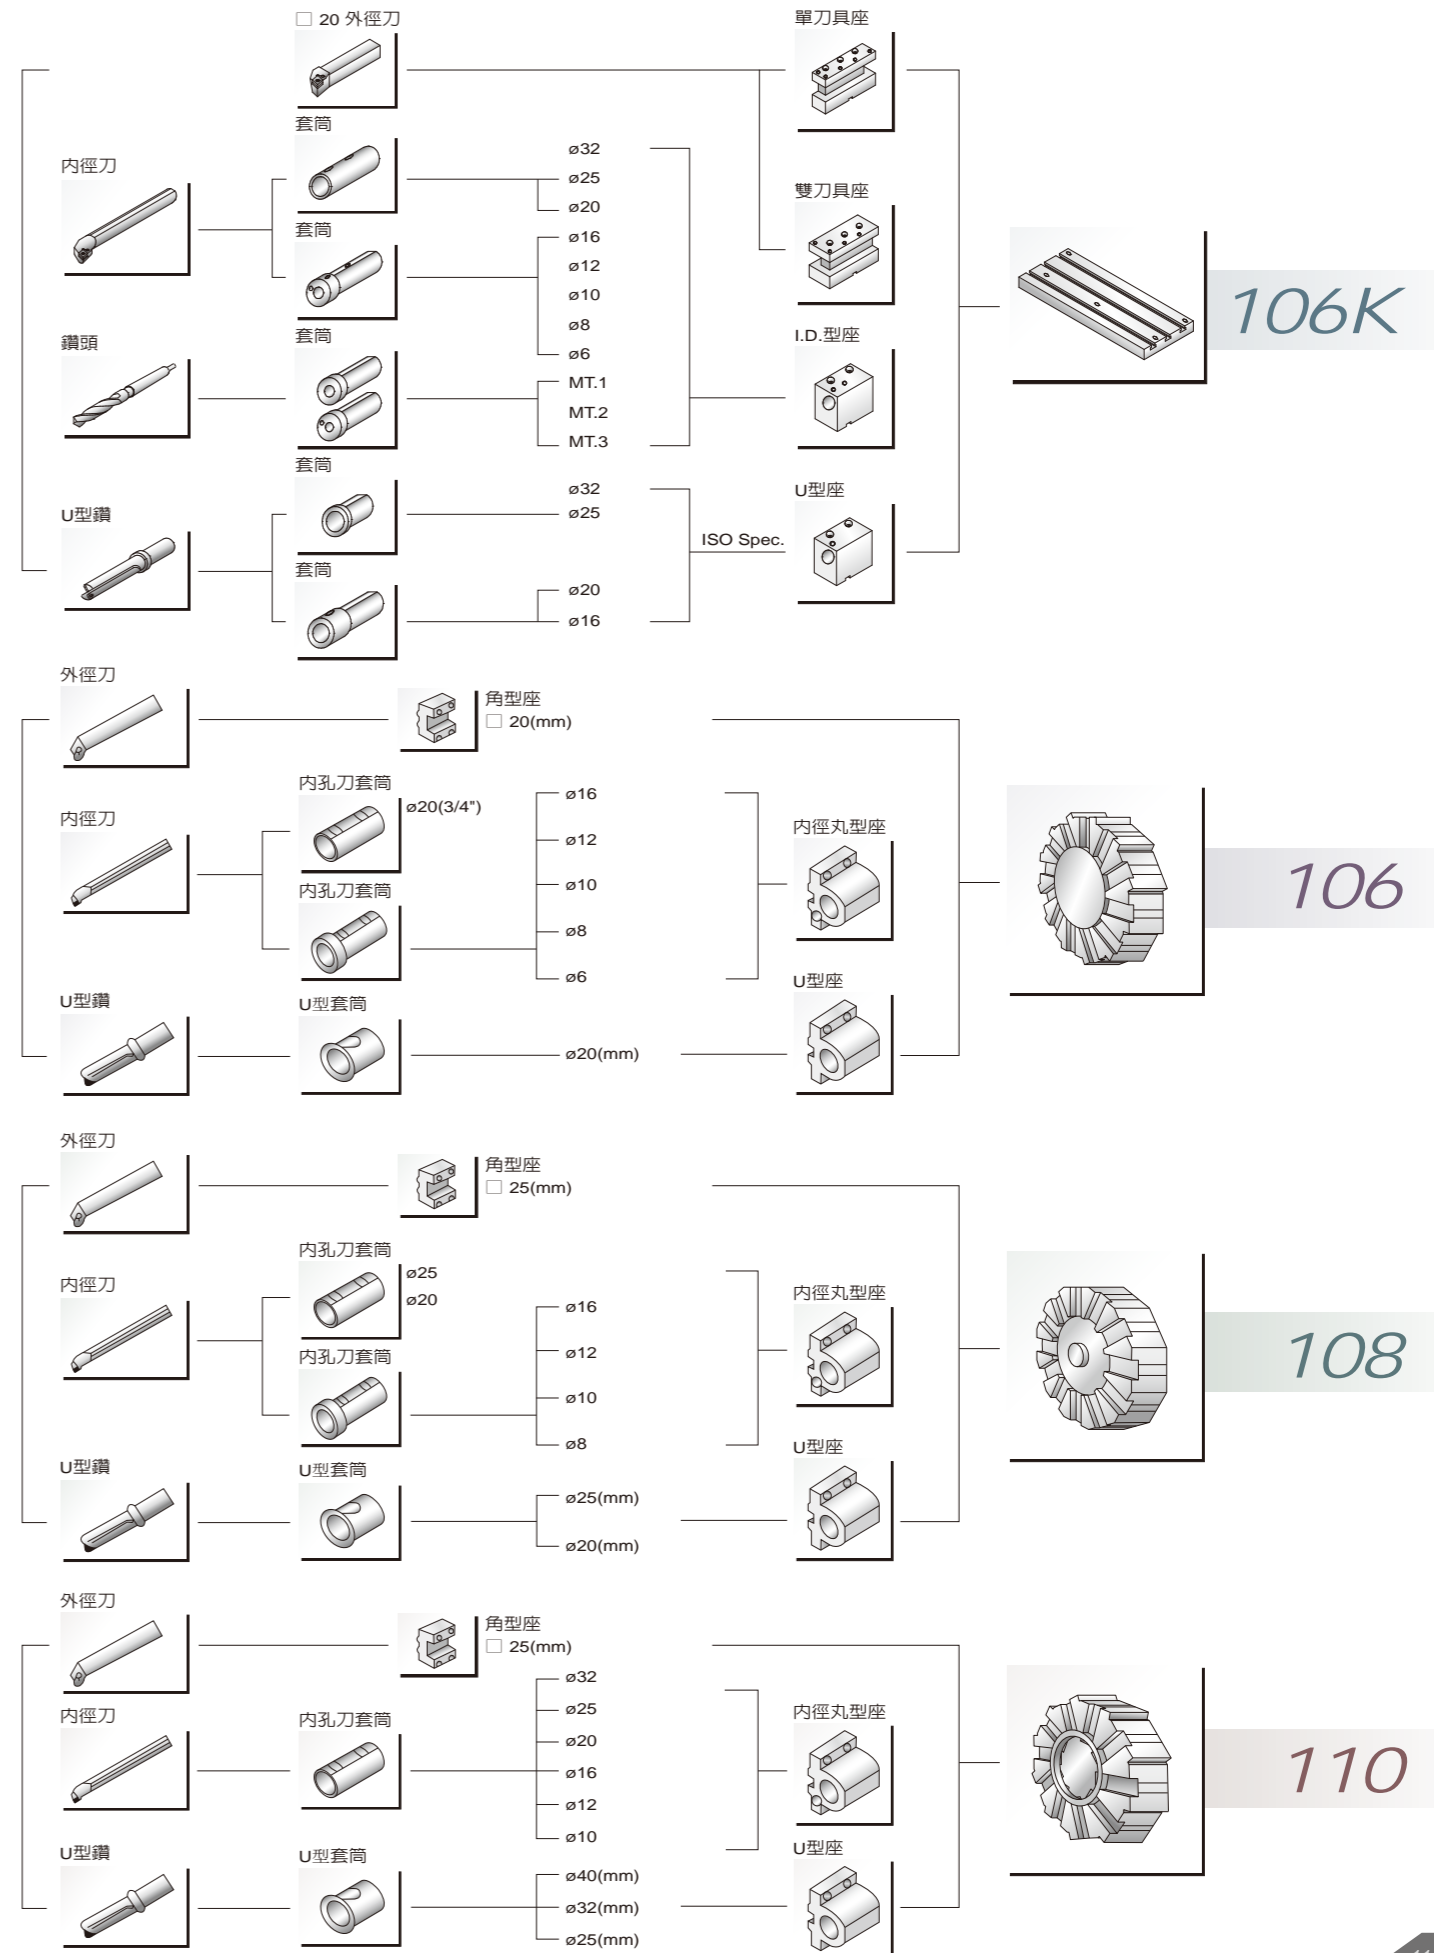 □ 20 外徑刀
單刀具座
套筒
ø32
內徑刀
ø25
雙刀具座
ø20
套筒
ø16
ø12
ø10
106K
ø8
鑽頭
套筒
I.D.型座
ø6
MT.1
MT.2
MT.3
套筒
ø32
U型座
U型鑽
ø25
ISO Spec.
套筒
ø20
ø16
外徑刀
角型座
□ 20(mm)
內孔刀套筒
ø16
ø20(3/4")
內徑刀
內徑丸型座
ø12
106
ø10
內孔刀套筒
ø8
ø6
U型座
U型鑽
U型套筒
ø20(mm)
外徑刀
角型座
□ 25(mm)
內孔刀套筒
ø25
內徑刀
內徑丸型座
ø20
ø16
108
ø12
內孔刀套筒
ø10
ø8
U型座
U型鑽
U型套筒
ø25(mm)
ø20(mm)
外徑刀
角型座
□ 25(mm)
ø32
ø25
內徑刀
內孔刀套筒
內徑丸型座
ø20
ø16
110
ø12
ø10
U型座
U型鑽
U型套筒
ø40(mm)
ø32(mm)
ø25(mm)